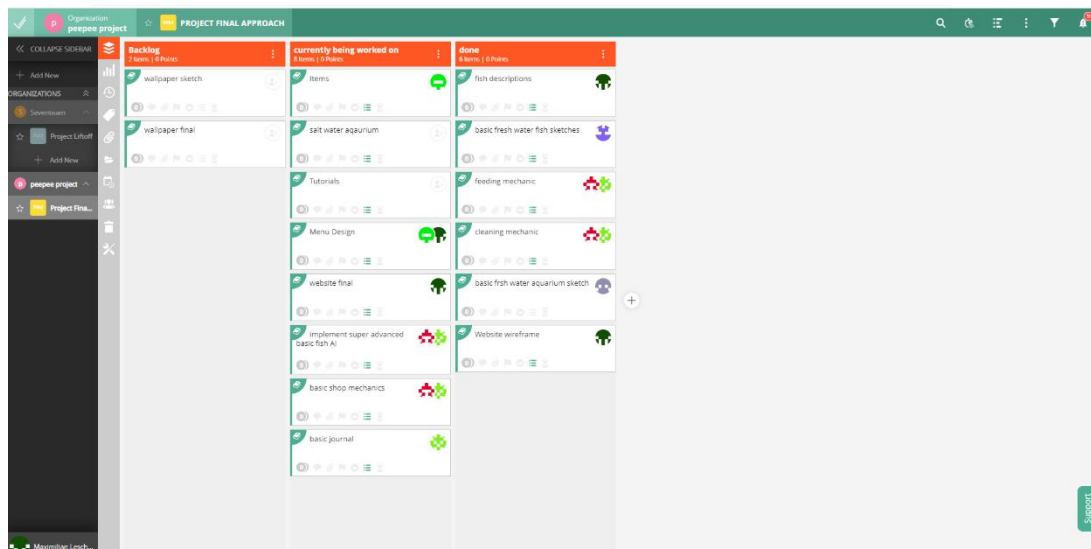 Organization
peepee project
PROJECT FINAL APPROACH
COLLAPSE SIDEBAR
+ Add New
ORGANIZATIONS
Project Liftoff
+ Add New
peepee project
Project Fina...
Maximilian Lesch...
Backlog
2 Items | 0 Points
wallpaper sketch
wallpaper final
currently being worked on
8 Items | 0 Points
Items
salt water aqaurium
Tutorials
Menu Design
website final
implement super advanced
basic fish AI
basic shop mechanics
basic journal
done
6 Items | 0 Points
fish descriptions
basic fresh water fish sketches
feeding mechanic
cleaning mechanic
basic frsh water aquarium sketch
Website wireframe
Support